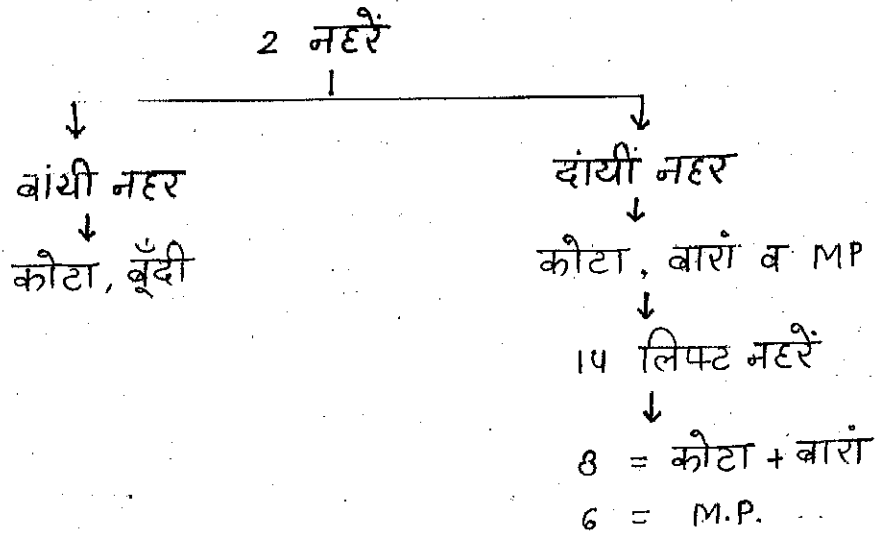 2 नहरें
बांयी नहर
दांयीं नहर
कोटा, बूँदी
कोटा, बारां व MP
14 लिफ्ट नहरें
8 = कोटा + बारां
6 = M.P.